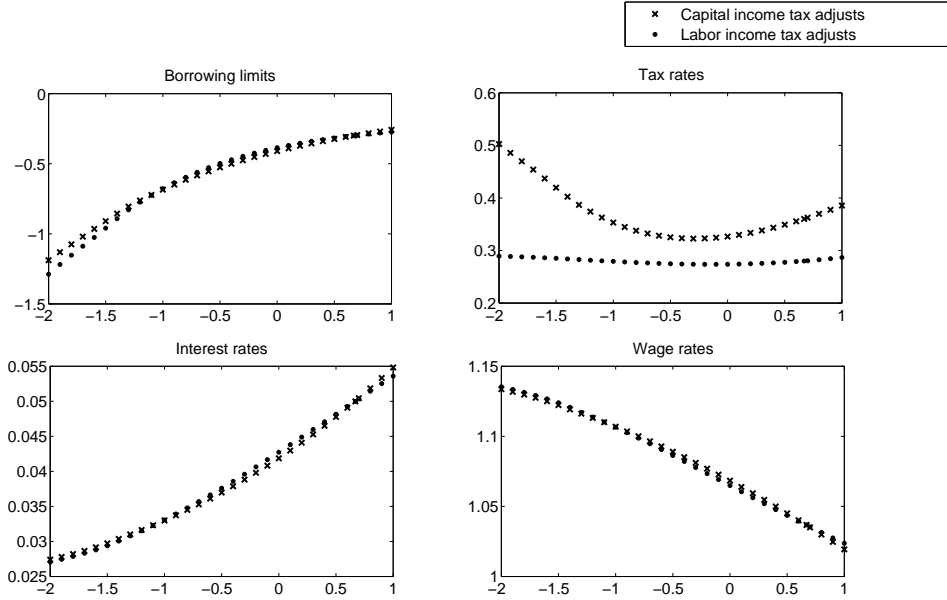 Capital income tax adjusts
Labor income tax adjusts
Borrowing limits
0
−0.5
−1
−1.5
−2 −1.5 −1 −0.5 0 0.5 1
Tax rates
0.6
0.5
0.4
0.3
0.2
−2 −1.5 −1 −0.5 0 0.5 1
Interest rates
0.055
0.05
0.045
0.04
0.035
0.03
0.025
−2 −1.5 −1 −0.5 0 0.5 1
Wage rates
1.15
1.1
1.05
1
−2 −1.5 −1 −0.5 0 0.5 1